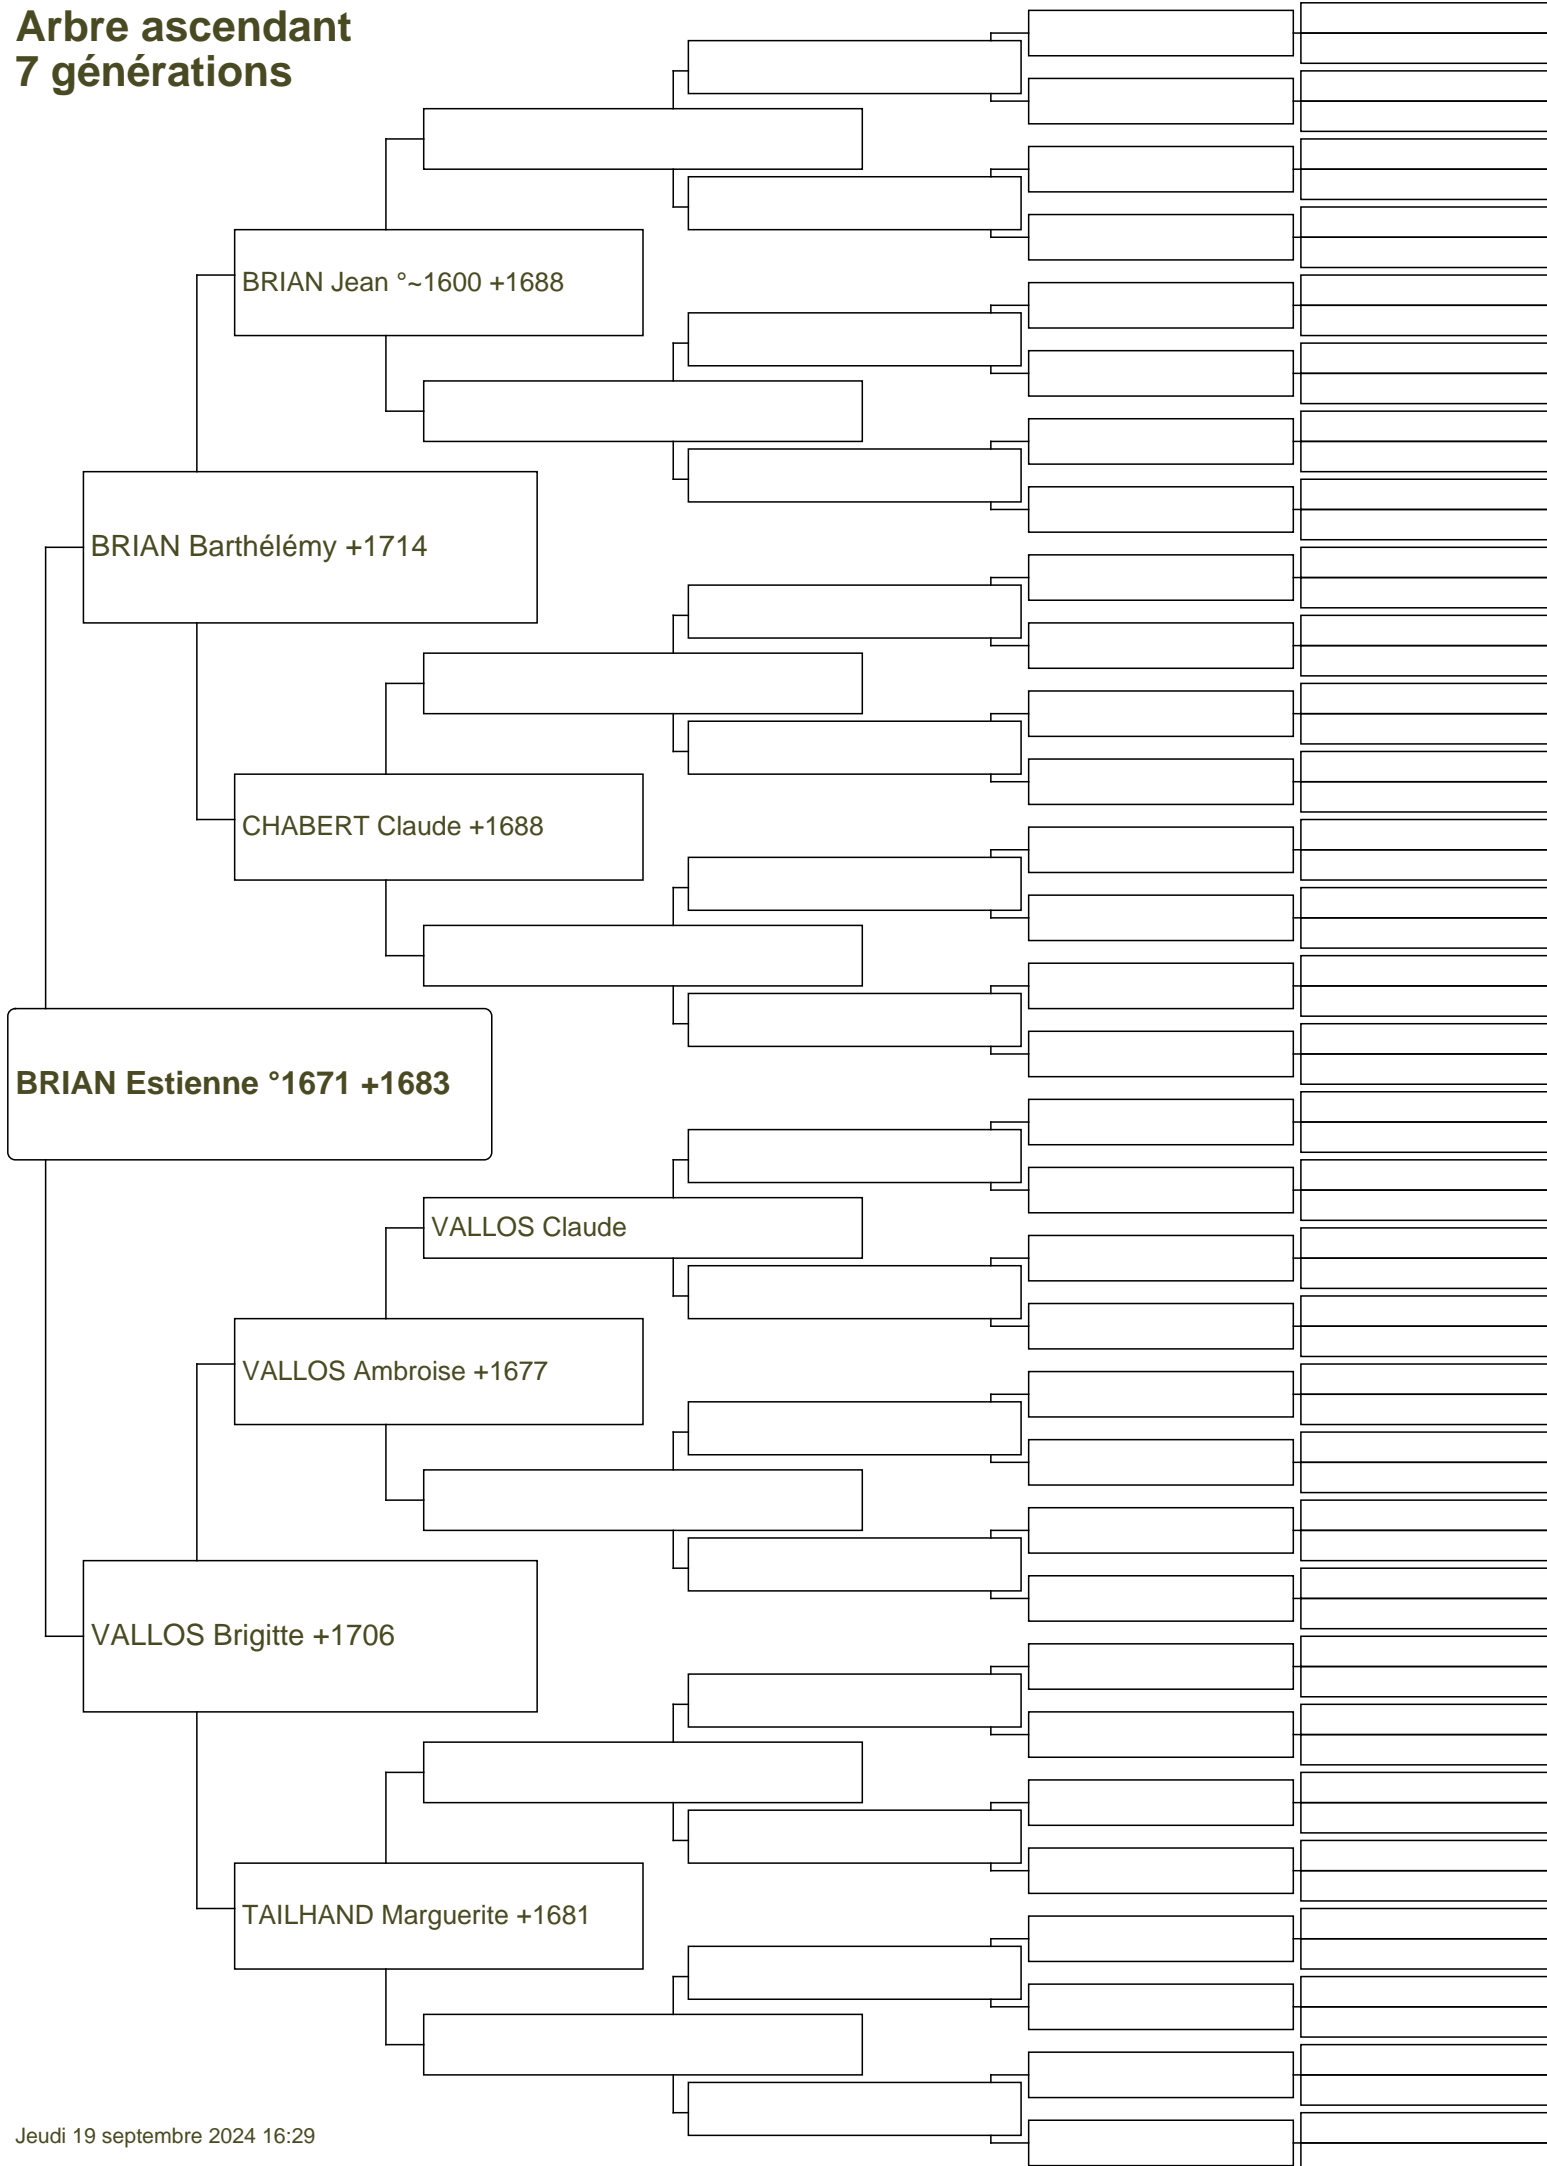 Arbre ascendant
7 générations
BRIAN Jean °~1600 +1688
BRIAN Barthélémy +1714
CHABERT Claude +1688
BRIAN Estienne °1671 +1683
VALLOS Claude
VALLOS Ambroise +1677
VALLOS Brigitte +1706
TAILHAND Marguerite +1681
Jeudi 19 septembre 2024 16:29